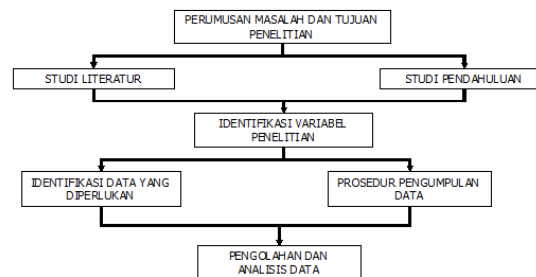 PERUMUSAN MASALAH DAN TUJUAN
PENELITIAN
STUDI LITERATUR
STUDI PENDAHULUAN
IDENTIFIKASI VARIABEL
PENELITIAN
IDENTIFIKASI DATA YANG
DIPERLUKAN
PROSEDUR PENGUMPULAN
DATA
PENGOLAHAN DAN
ANALISIS DATA